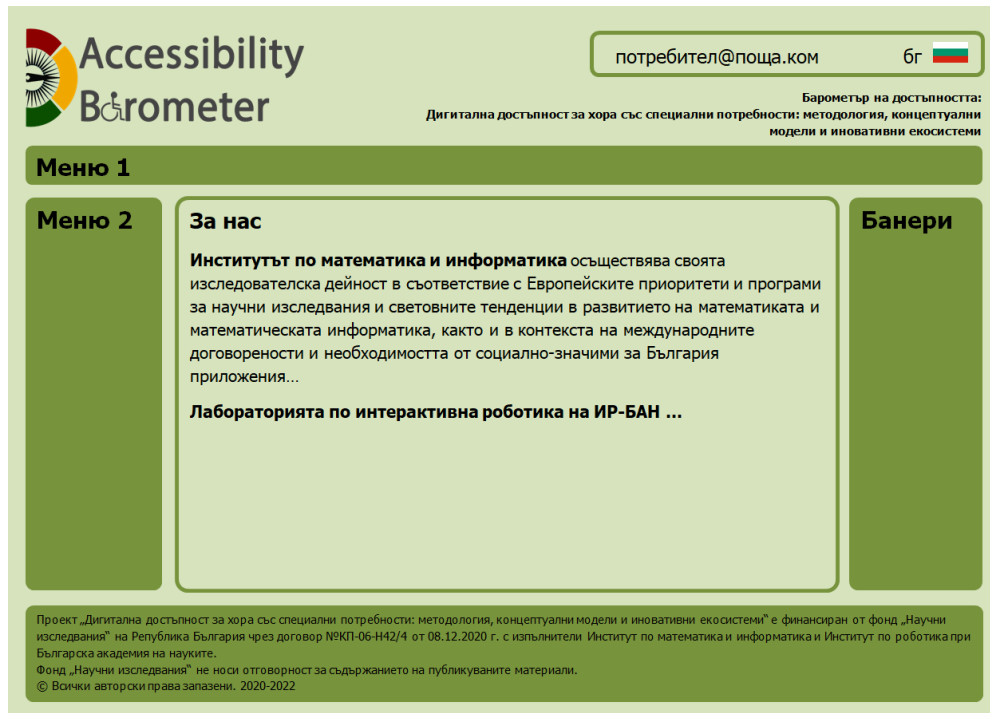 Accessibility
Barometer
потребител@поща.ком бг
Барометър на достъпността:
Дигитална достъпност за хора със специални потребности: методология, концептуални
модели и иновативни екосистеми
Меню 1
Меню 2
За нас
Институтът по математика и информатика осъществява своята
изследователска дейност в съответствие с Европейските приоритети и програми
за научни изследвания и световните тенденции в развитието на математиката и
математическата информатика, както и в контекста на международните
договорености и необходимостта от социално-значими за България
приложения...
Лабораторията по интерактивна роботика на ИР-БАН ...
Банери
Проект „Дигитална достъпност за хора със специални потребности: методология, концептуални модели и иновативни екосистеми“ е финансиран от фонд „Научни
изследвания“ на Република България чрез договор №КП-06-Н42/4 от 08.12.2020 г. с изпълнители Институт по математика и информатика и Институт по роботика при
Българска академия на науките.
Фонд „Научни изследвания“ не носи отговорност за съдържанието на публикуваните материали.
© Всички авторски права запазени. 2020-2022